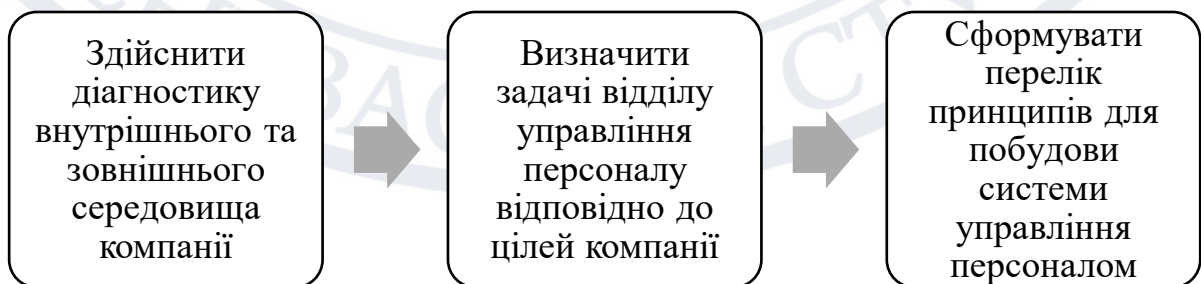 Здійснити
діагностику
внутрішнього та
зовнішнього
середовища
компанії
Визначити
задачі відділу
управління
персоналу
відповідно до
цілей компанії
Сформувати
перелік
принципів для
побудови
системи
управління
персоналом